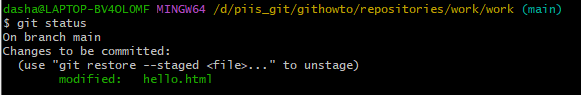 dasha@LAPTOP-BV4OLOMF MINGW64 /d/piis_git/githowto/repositories/work/work (main)
$ git status
On branch main
Changes to be committed:
  (use "git restore --staged <file>..." to unstage)
        modified:   hello.html